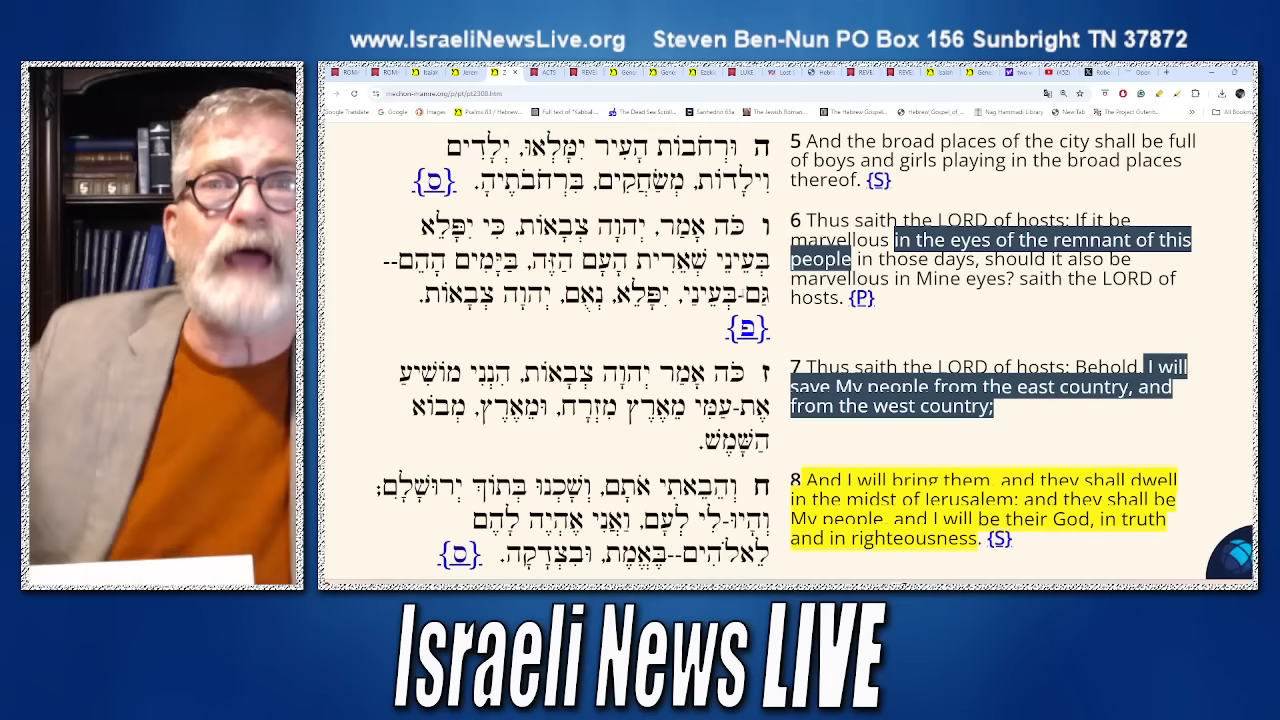 www.IsraeliNewsLive.org Steven Ben-Nun PO Box 156 Sunbright TN 37872
mechon-mamre.org/p/pt/pt2308.htm
ה וּרְחֹבוֹת הָעִיר יִמָּלְאוּ, יְלָדִים
וִילָדוֹת, מְשַׂחֲקִים, בִּרְחֹבֹתֶיהָ. {ס}
5 And the broad places of the city shall be full
of boys and girls playing in the broad places
thereof. {S}
ו כֹּה אָמַר, יְהוָה צְבָאוֹת, כִּי יִפָּלֵא
בְּעֵינֵי שְׁאֵרִית הָעָם הַזֶּה, בַּיָּמִים הָהֵם--
גַּם-בְּעֵינַי, יִפָּלֵא, נְאֻם, יְהוָה צְבָאוֹת.
{פ}
6 Thus saith the LORD of hosts: If it be
marvellous in the eyes of the remnant of this
people in those days, should it also be
marvellous in Mine eyes? saith the LORD of
hosts. {P}
ז כֹּה אָמַר יְהוָה צְבָאוֹת, הִנְנִי מוֹשִׁיעַ
אֶת-עַמִּי מֵאֶרֶץ מִזְרָח, וּמֵאֶרֶץ, מְבוֹא
הַשָּׁמֶשׁ.
7 Thus saith the LORD of hosts: Behold, I will
save My people from the east country, and
from the west country;
ח וְהֵבֵאתִי אֹתָם, וְשָׁכְנוּ בְּתוֹךְ יְרוּשָׁלִָם;
וְהָיוּ-לִי לְעָם, וַאֲנִי אֶהְיֶה לָהֶם
לֵאלֹהִים--בֶּאֱמֶת, וּבִצְדָקָה. {ס}
8 And I will bring them, and they shall dwell
in the midst of Jerusalem; and they shall be
My people, and I will be their God, in truth
and in righteousness. {S}
Israeli News LIVE